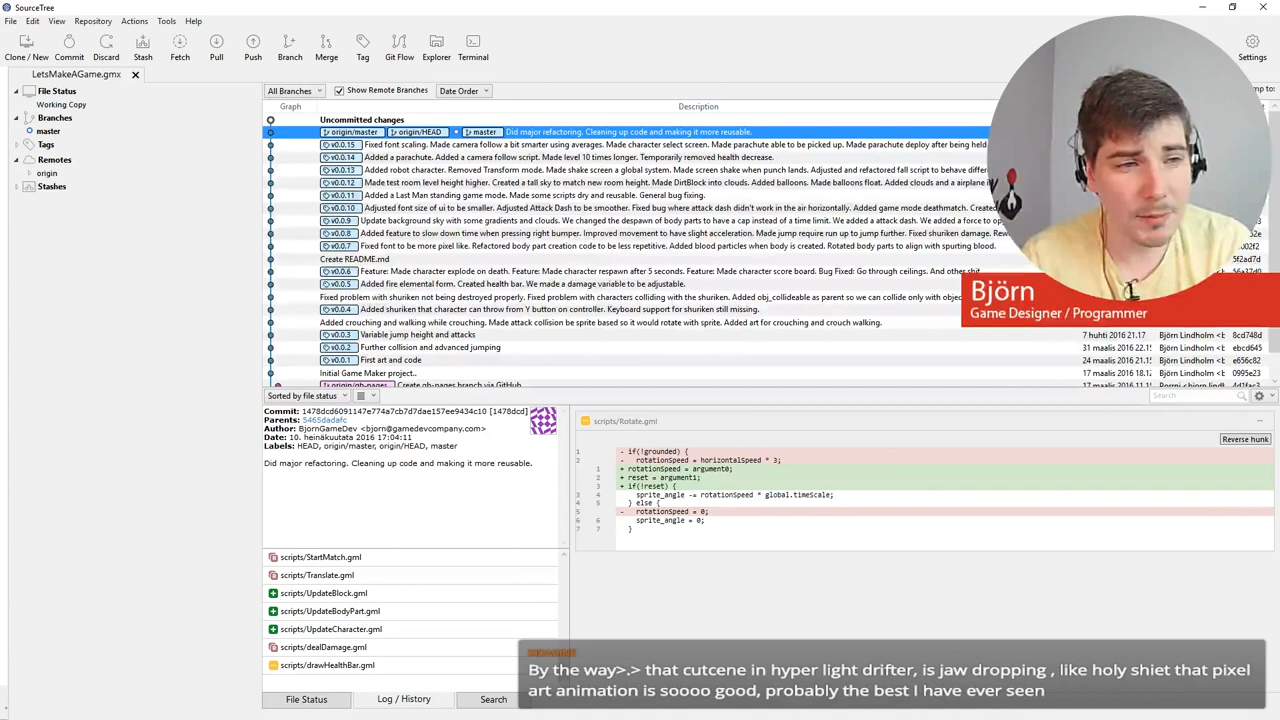 SourceTree
File Edit View Repository Actions Tools Help
Clone / New Commit Discard Stash Fetch Pull Push Branch Merge Tag Git Flow Explorer Terminal Settings
LetsMakeAGame.gmx
All Branches Show Remote Branches Date Order
Graph Description
File Status
Working Copy
Branches
master
Tags
Remotes
origin
Stashes
Uncommitted changes
origin/master origin/HEAD master Did major refactoring. Cleaning up code and making it more reusable.
v0.0.15 Fixed font scaling. Made camera follow a bit smarter using averages. Made character select screen. Made parachute able to be picked up. Made parachute deploy after being held
v0.0.14 Added a parachute. Added a camera follow script. Made level 10 times longer. Temporarily removed health decrease.
v0.0.13 Added robot character. Removed Transform mode. Made shake screen a global system. Made screen shake when punch lands. Adjusted and refactored fall script to behave different
v0.0.12 Made test room level height higher. Created a tall sky to match new room height. Made DirtBlock into clouds. Added balloons. Made balloons float. Added clouds and a airplane
v0.0.11 Added a Last Man standing game mode. Made some scripts dry and reusable. General bug fixing.
v0.0.10 Adjusted font size of ui to be smaller. Adjusted Attack Dash to be smoother. Fixed bug where attack dash didn't work in the air horizontally. Added game mode deathmatch.
v0.0.9 Update background sky with some gradients and clouds. We changed the despawn of body parts to have a cap instead of a time limit. We added a attack dash. We added a force to
v0.0.8 Added feature to slow down time when pressing right bumper. Improved movement to have slight acceleration. Made jump require run up to jump further. Fixed shuriken damage.
v0.0.7 Fixed font to be more pixel like. Refactored body part creation code to be less repetitive. Added blood particles when body is created. Rotated body parts to align with spurting blood.
Create README.md
v0.0.6 Feature: Made character explode on death. Feature: Made character respawn after 5 seconds. Feature: Made character score board. Bug Fixed: Go through ceilings. And other shit.
v0.0.5 Added fire elemental form. Created health bar. We made a damage variable to be adjustable.
Fixed problem with shuriken not being destroyed properly. Fixed problem with characters colliding with the shuriken. Added obj_collideable as parent so we can collide only with
v0.0.4 Added shuriken that character can throw from Y button on controller. Keyboard support for shuriken still missing.
Added crouching and walking while crouching. Made attack collision be sprite based so it would rotate with sprite. Added art for crouching and crouch walking.
v0.0.3 Variable jump height and attacks 7 huhti 2016 21.17 Björn Lindholm <b 8cd748d
v0.0.2 Further collision and advanced jumping 31 maalis 2016 22.15 Björn Lindholm <b ebcd645
v0.0.1 First art and code 24 maalis 2016 21.15 Björn Lindholm <b e656c82
Initial Game Maker project.. 17 maalis 2016 18.12 Björn Lindholm <b 0995e23
origin/gh-pages Create gh-pages branch via GitHub
Björn
Game Designer / Programmer
Sorted by file status Search
Commit: 1478dcd6091147e774a7cb7d7dae157ee9434c10 [1478dcd]
Parents: 5465dadafc
Author: BjornGameDev <bjorn@gamedevcompany.com>
Date: 10. heinäkuutata 2016 17:04:11
Labels: HEAD, origin/master, origin/HEAD, master
Did major refactoring. Cleaning up code and making it more reusable.
scripts/StartMatch.gml
scripts/Translate.gml
scripts/UpdateBlock.gml
scripts/UpdateBodyPart.gml
scripts/UpdateCharacter.gml
scripts/dealDamage.gml
scripts/drawHealthBar.gml
File Status Log / History Search
scripts/Rotate.gml
Reverse hunk
1 - if(!grounded) {
2 - rotationSpeed = horizontalSpeed * 3;
1 + rotationSpeed = argument0;
2 + reset = argument1;
3 + if(!reset) {
3 4 sprite_angle -= rotationSpeed * global.timeScale;
4 5 } else {
5 - rotationSpeed = 0;
6 6 sprite_angle = 0;
7 7 }
By the way>.> that cutcene in hyper light drifter, is jaw dropping , like holy shiet that pixel
art animation is soooo good, probably the best I have ever seen